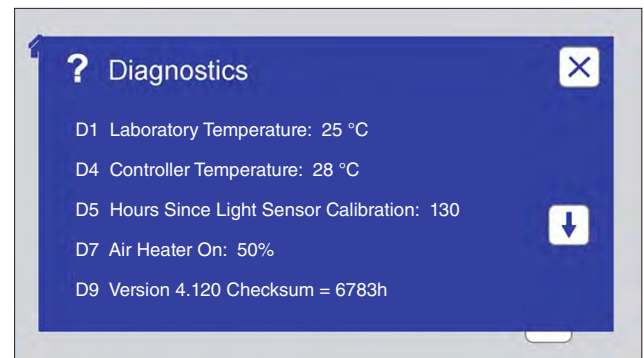 ? Diagnostics
D1 Laboratory Temperature: 25 °C
D4 Controller Temperature: 28 °C
D5 Hours Since Light Sensor Calibration: 130
D7 Air Heater On: 50%
D9 Version 4.120 Checksum = 6783h